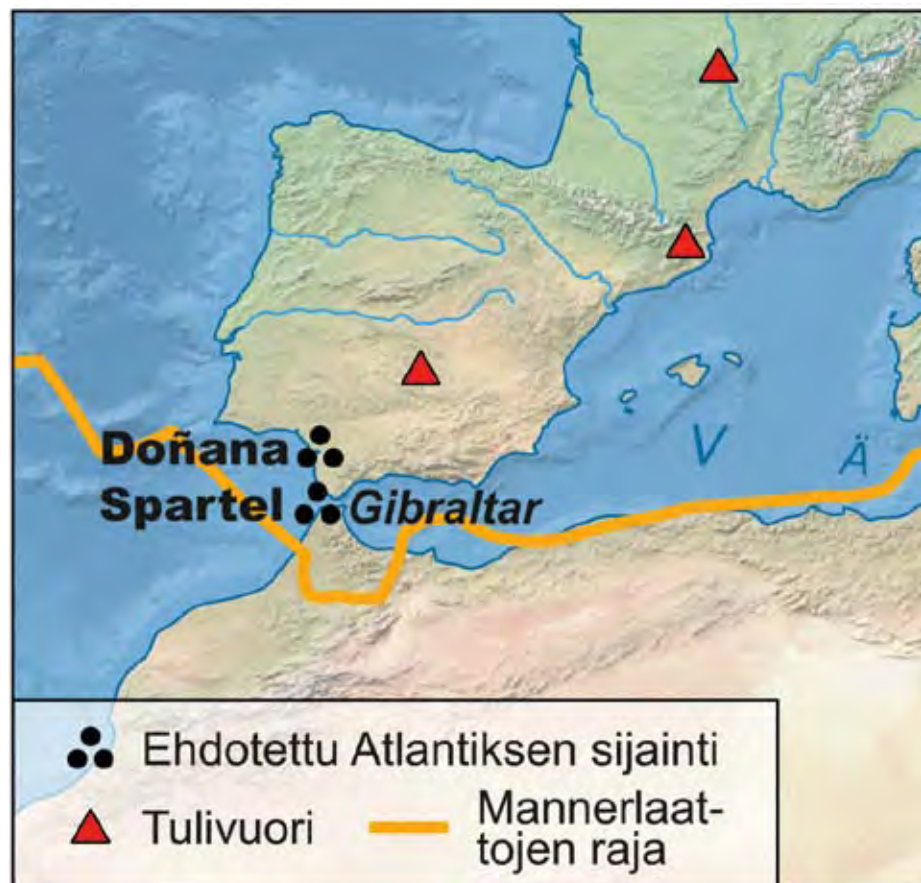 V
Ä
Doñana
Spartel
Gibraltar
Ehdotettu Atlantiksen sijainti
Tulivuori
Mannerlaat-
tojen raja